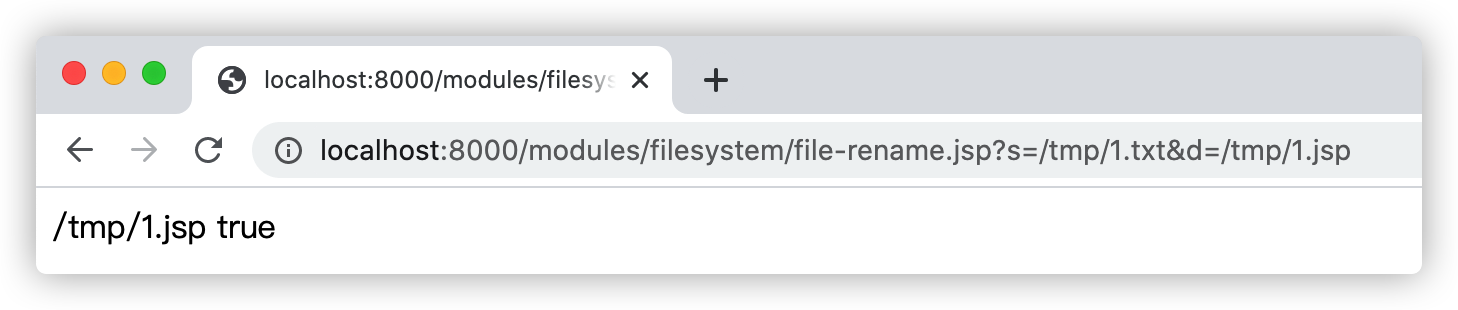 localhost:8000/modules/filesys
localhost:8000/modules/filesystem/file-rename.jsp?s=/tmp/1.txt&d=/tmp/1.jsp
/tmp/1.jsp true